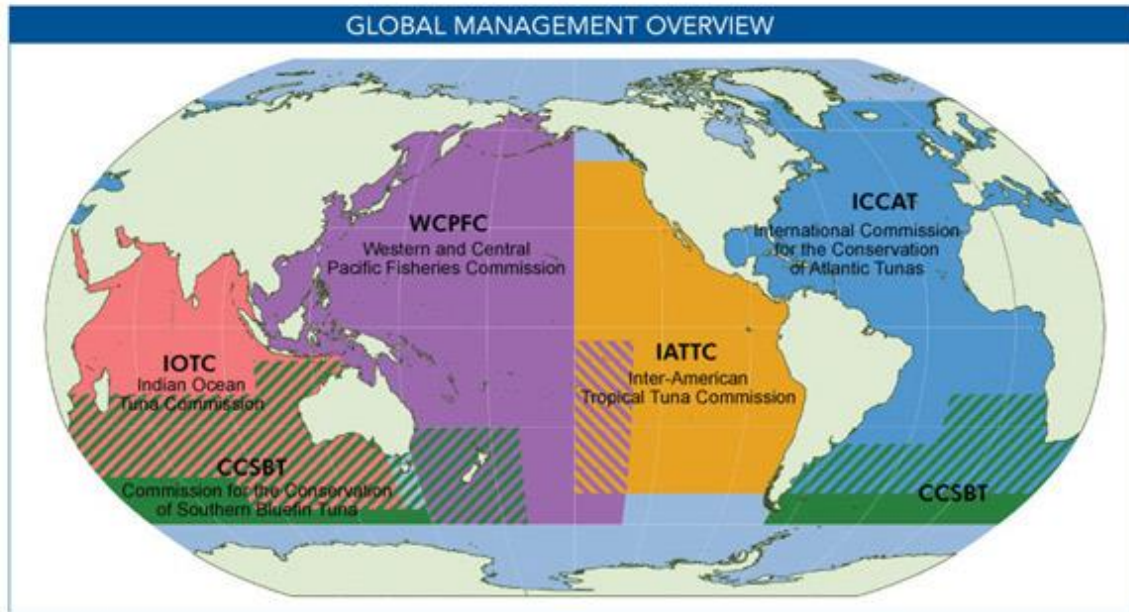 GLOBAL MANAGEMENT OVERVIEW
WCPFC
Western and Central
Pacific Fisheries Commission
ICCAT
International Commission
for the Conservation
of Atlantic Tunas
IOTC
Indian Ocean
Tuna Commission
IATTC
Inter-American
Tropical Tuna Commission
CCSBT
Commission for the Conservation
of Southern Bluefin Tuna
CCSBT